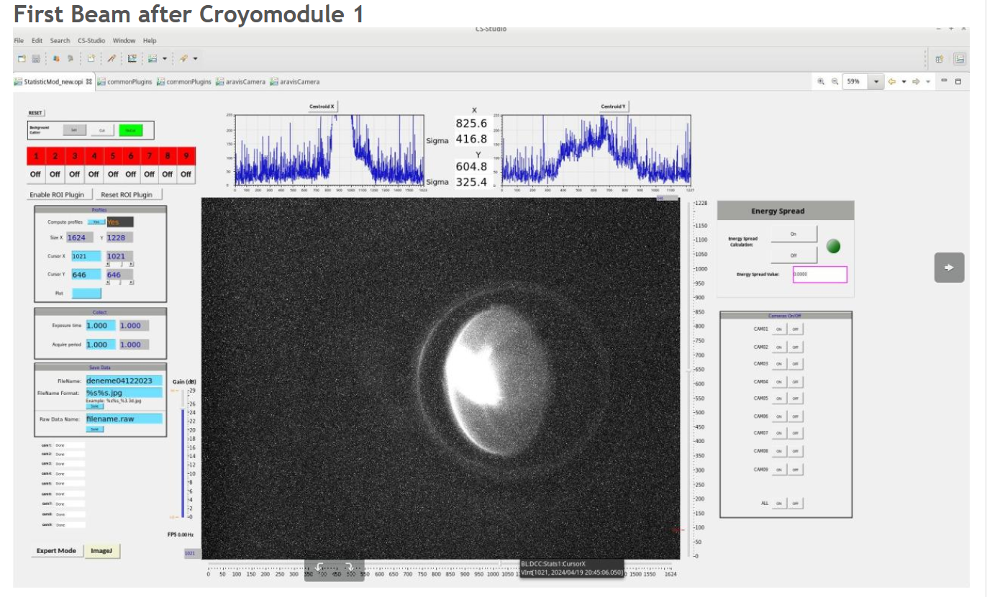 First Beam after Croyomodule 1
CS-Studio
File Edit Search CS-Studio Window Help
StatisticMod_new.opi commonPlugins commonPlugins aravisCamera aravisCamera
59%
RESET
Background
Set Cut
Centroid X
Centroid Y
X
825.6
Sigma 416.8
Y
604.8
Sigma 325.4
1 2 3 4 5 6 7 8 9
Off Off Off Off Off Off Off Off Off
Enable ROI Plugin Reset ROI Plugin
Profiles
Compute profiles Yes Yes
Size X 1624 Y 1228
Cursor X 1021 1021
Cursor Y 646 646
Plot
Collect
Exposure time 1.000 1.000
Acquire period 1.000 1.000
Save Data
FileName: deneme04122023
FileName Format: %s%s.jpg
Example: %s%s_%3.3d.jpg
Save
Raw Data Name: filename.raw
Save
cam1: Done
cam2: Done
cam3: Done
cam4: Done
cam5: Done
cam6: Done
cam7: Done
cam8: Done
cam9: Done
Expert Mode ImageJ
Gain (dB)
29
26
24
22
20
18
16
14
12
10
8
6
4
2
0
FPS 0.00 Hz
1021
646
1228
1150
1100
1050
1000
950
900
850
800
750
700
650
600
550
500
450
400
350
300
250
200
150
100
50
0
0 50 100 150 200 250 300 350 400 450 500 550 600 650 700 750 800 850 900 950 1000 1050 1500 1550 1624
BL:DCC:Stats1:CursorX
VInt[1021, 2024/04/19 20:45:06.050]
Energy Spread
Energy Spread
Calculation:
On
Off
Energy Spread Value: 0.0000
Cameras On/Off
CAM01 ON OFF
CAM02 ON OFF
CAM03 ON OFF
CAM04 ON OFF
CAM05 ON OFF
CAM06 ON OFF
CAM07 ON OFF
CAM08 ON OFF
CAM09 ON OFF
ALL ON OFF